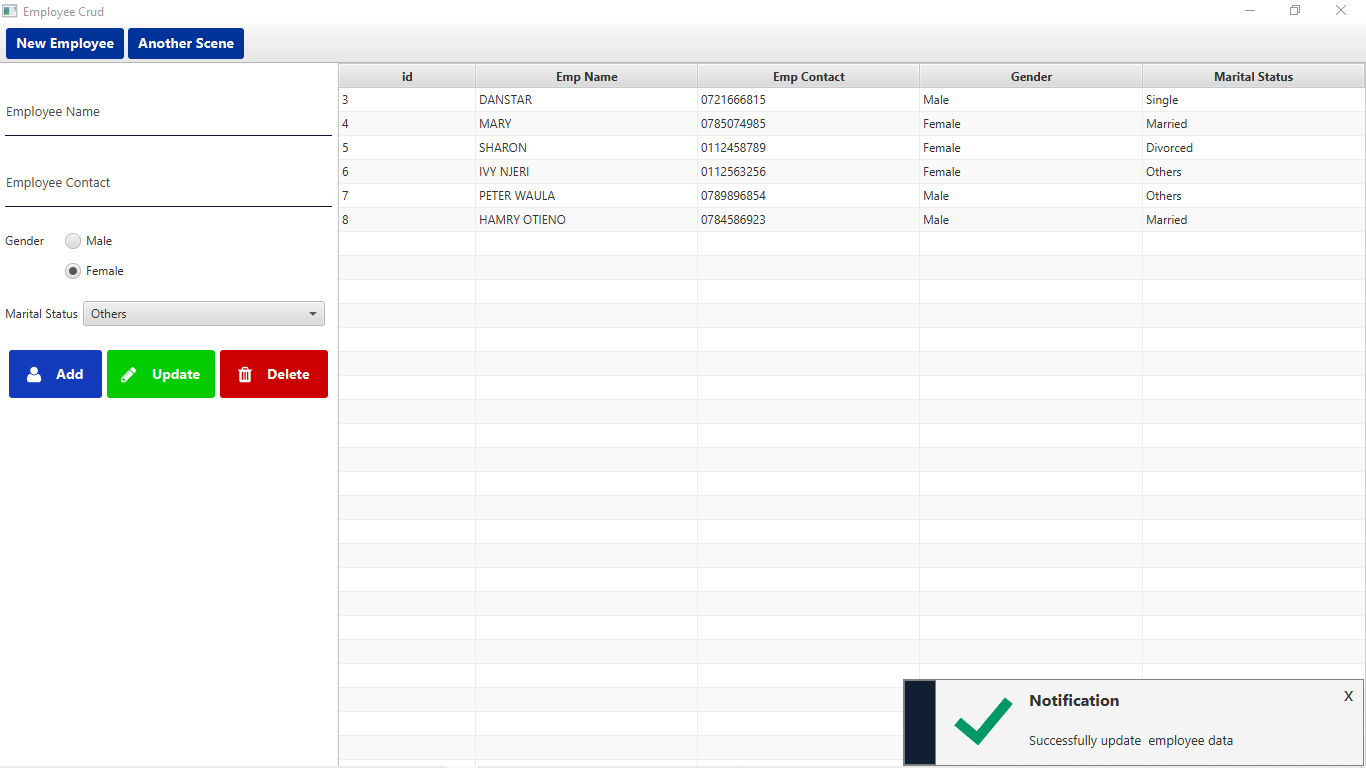 Employee Crud
New Employee Another Scene
id Emp Name Emp Contact Gender Marital Status
3 DANSTAR 0721666815 Male Single
4 MARY 0785074985 Female Married
5 SHARON 0112458789 Female Divorced
6 IVY NJERI 0112563256 Female Others
7 PETER WAULA 0789896854 Male Others
8 HAMRY OTIENO 0784586923 Male Married
Employee Name
Employee Contact
Gender Male
Female
Marital Status Others
Add Update Delete
Notification X
Successfully update  employee data